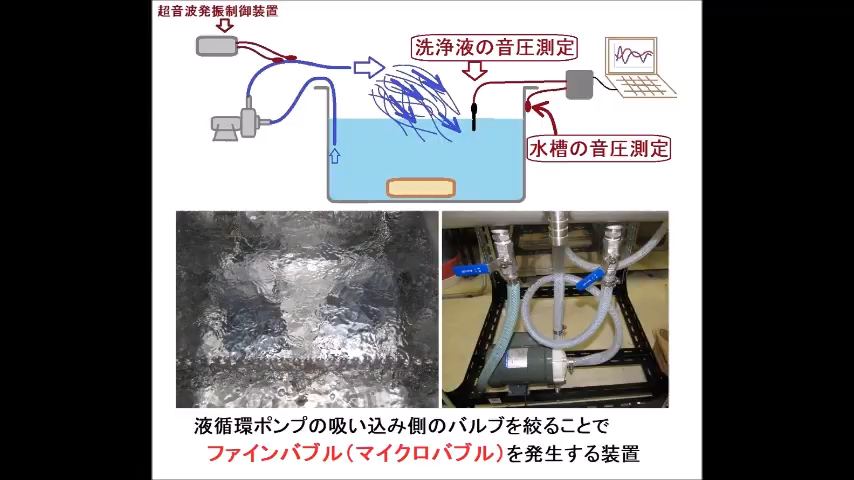 超音波発振制御装置
洗浄液の音圧測定
水槽の音圧測定
液循環ポンプの吸い込み側のバルブを絞ることで
ファインバブル（マイクロバブル）を発生する装置